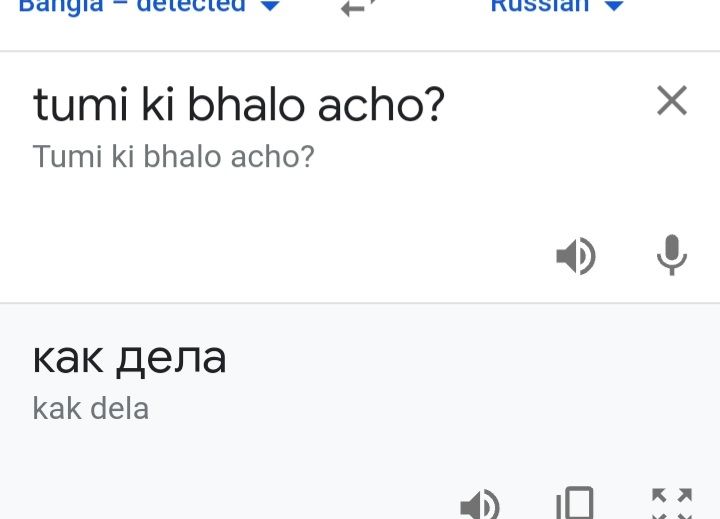 Bangla – detected Russian
tumi ki bhalo acho?
Tumi ki bhalo acho?
как дела
kak dela